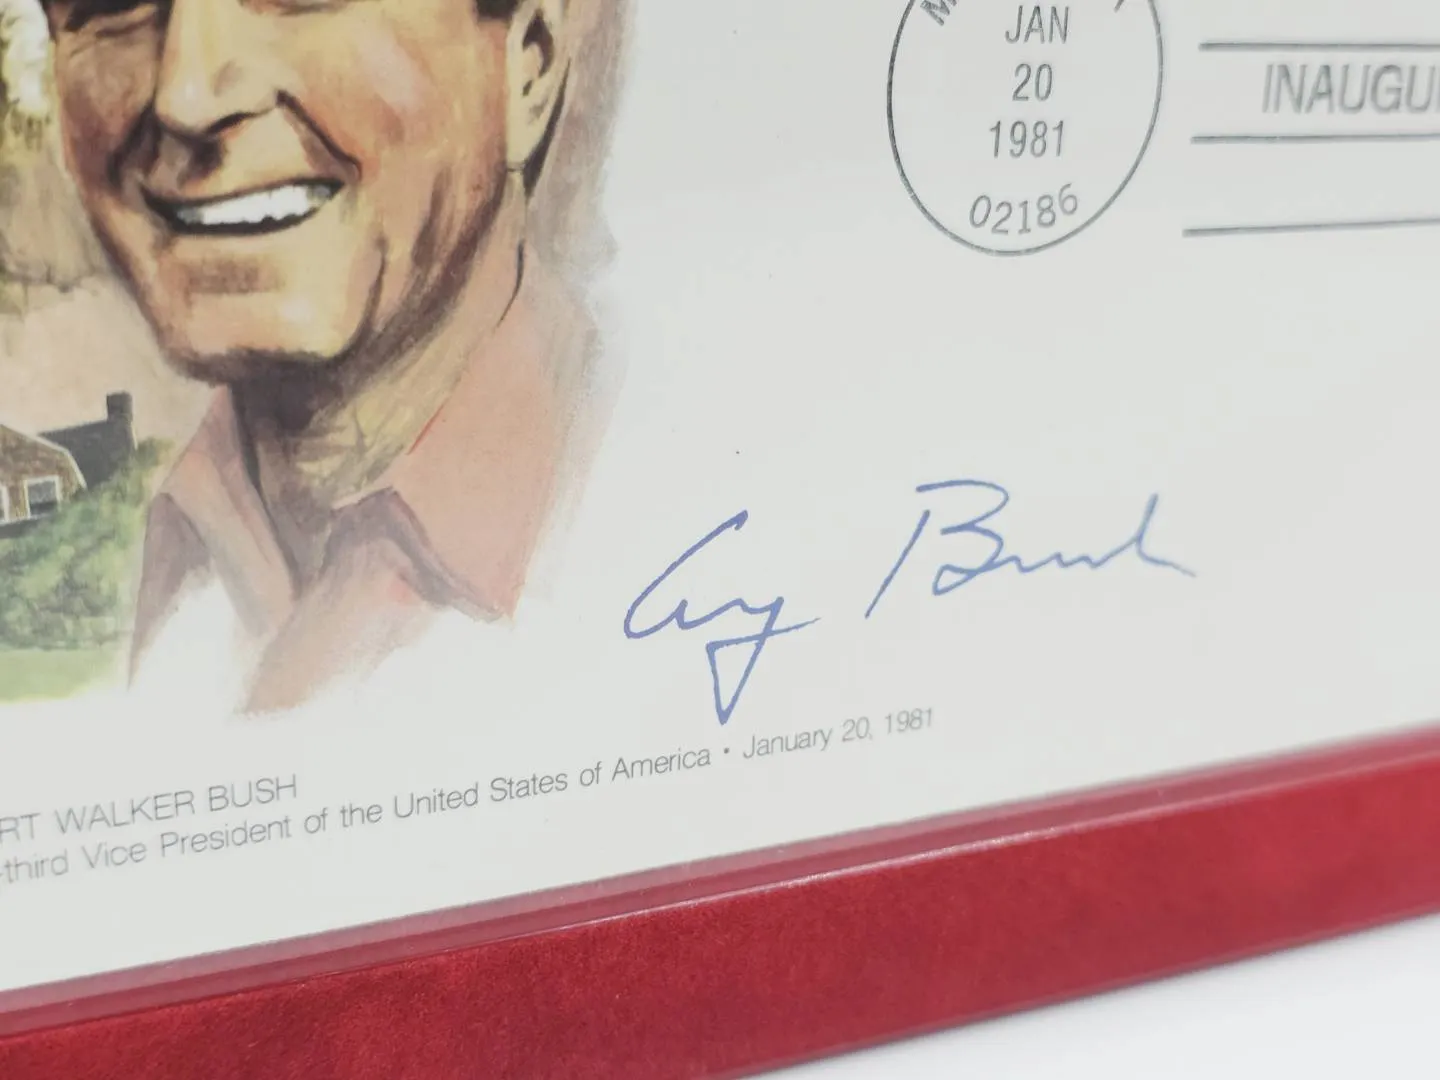 JAN
20
1981
02186
INAUGU
Gy Bush
RT WALKER BUSH
-third Vice President of the United States of America • January 20, 1981